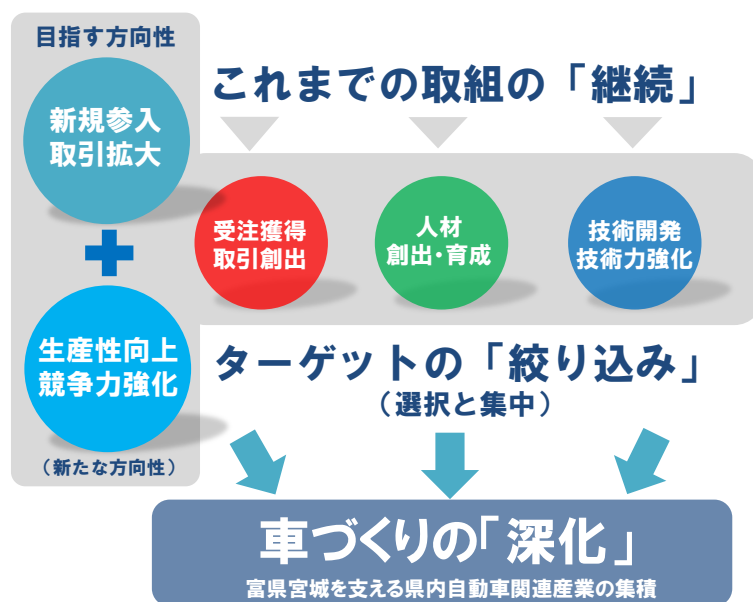 目指す方向性
新規参入
取引拡大
生産性向上
競争力強化
（新たな方向性）
これまでの取組の「継続」
受注獲得
取引創出
人材
創出・育成
技術開発
技術力強化
ターゲットの「絞り込み」
（選択と集中）
車づくりの「深化」
富県宮城を支える県内自動車関連産業の集積